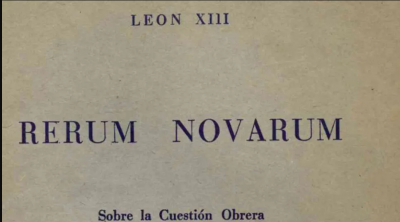 LEON XIII
RERUM NOVARUM
Sobre la Cuestión Obrera